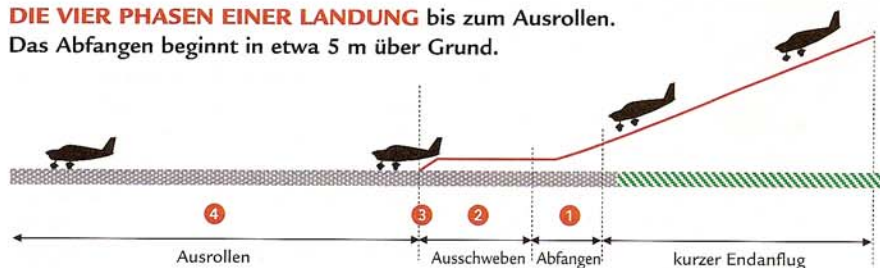 DIE VIER PHASEN EINER LANDUNG bis zum Ausrollen.
Das Abfangen beginnt in etwa 5 m über Grund.
4 3 2 1
Ausrollen Ausschweben Abfangen kurzer Endanflug